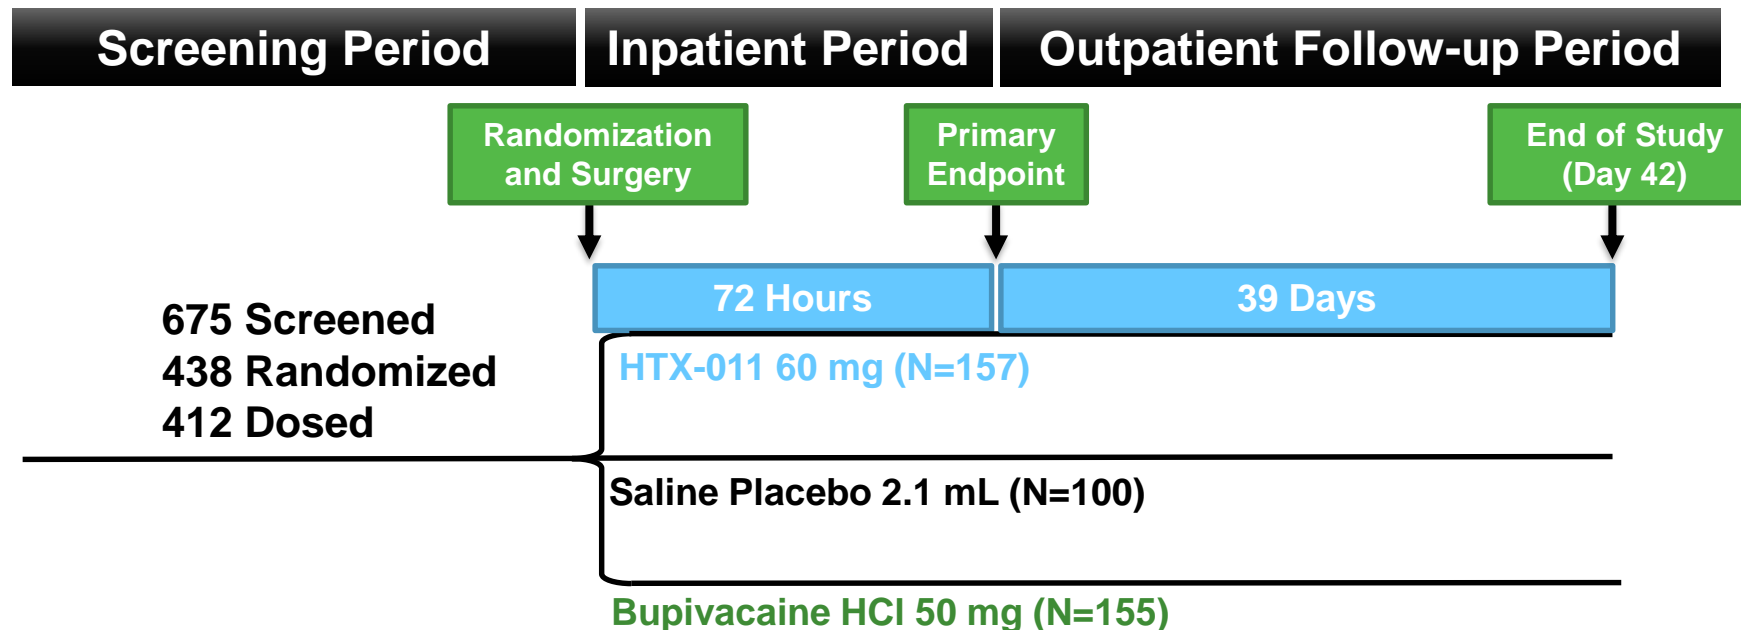 Screening Period
Inpatient Period
Outpatient Follow-up Period
Randomization
and Surgery
Primary
Endpoint
End of Study
(Day 42)
72 Hours
39 Days
675 Screened
438 Randomized
412 Dosed
HTX-011 60 mg (N=157)
Saline Placebo 2.1 mL (N=100)
Bupivacaine HCl 50 mg (N=155)